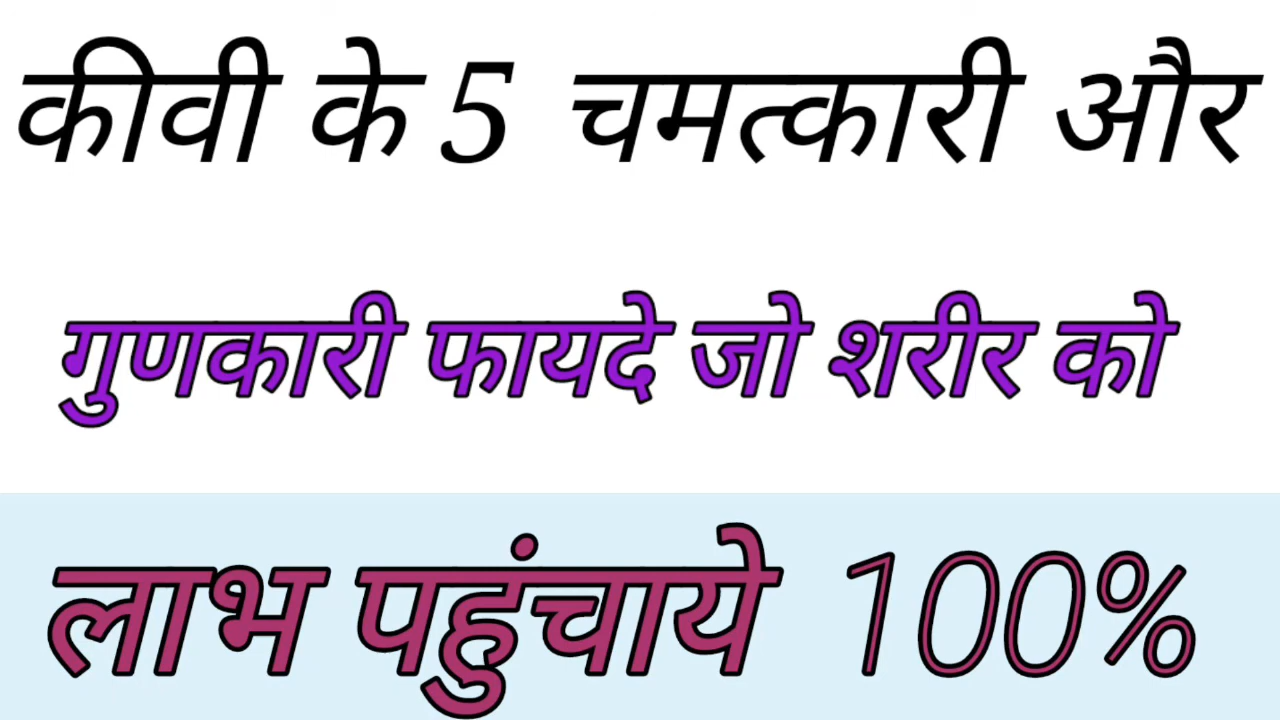 कीवी के 5 चमत्कारी और
गुणकारी फायदे जो शरीर को
लाभ पहुंचाये 100%